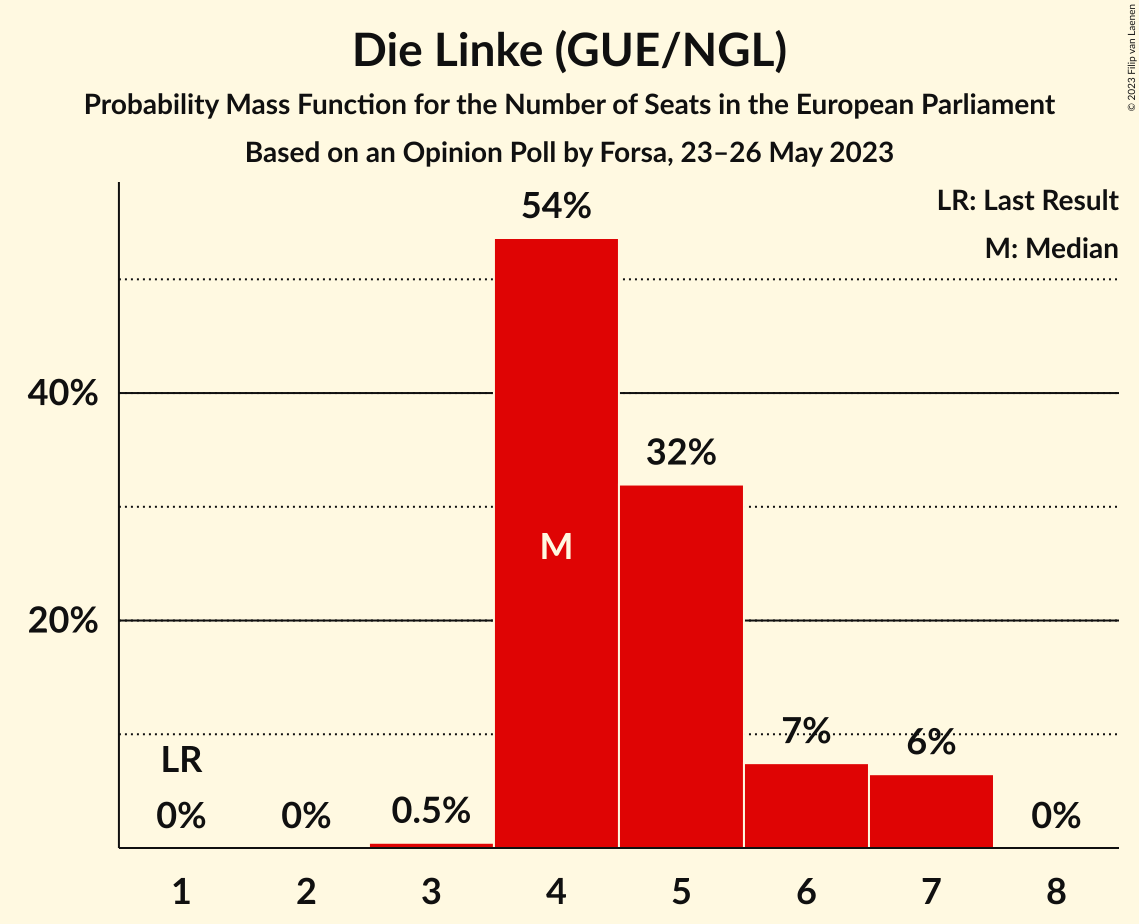 Die Linke (GUE/NGL)
Probability Mass Function for the Number of Seats in the European Parliament
Based on an Opinion Poll by Forsa, 23–26 May 2023
© 2023 Filip van Laenen
LR: Last Result
M: Median
54%
40%
32%
M
20%
7%
6%
LR
0%
0%
0.5%
0%
1 2 3 4 5 6 7 8